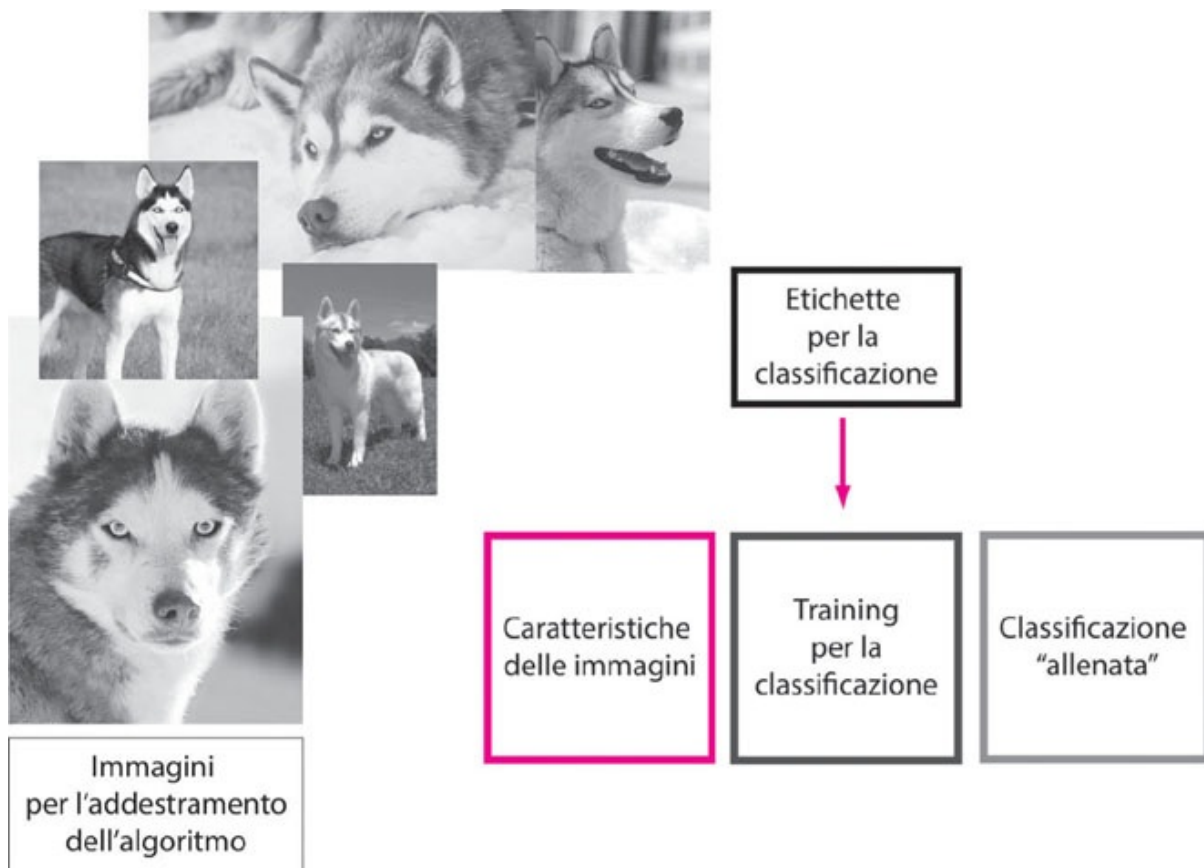 Etichette
per la
classificazione
Caratteristiche
delle immagini
Training
per la
classificazione
Classificazione
“allenata”
Immagini
per l'addestramento
dell'algoritmo